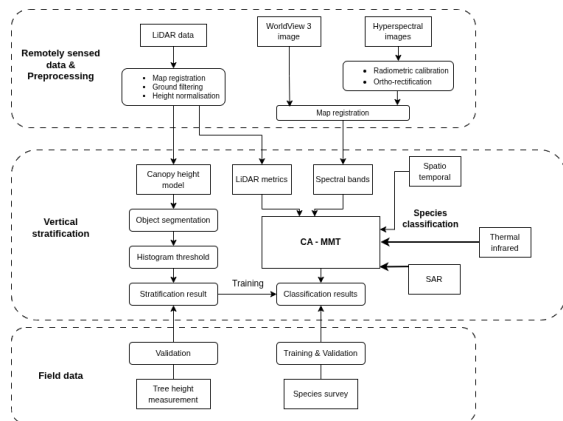 LiDAR data
WorldView 3
image
Hyperspectral
images
Remotely sensed
data &
Preprocessing
Map registration
Ground filtering
Height normalisation
Radiometric calibration
Ortho-rectification
Map registration
Canopy height
model
LiDAR metrics
Spectral bands
Spatio
temporal
Vertical
stratification
Object segmentation
CA - MMT
Species
classification
Thermal
infrared
Histogram threshold
SAR
Stratification result
Training
Classification results
Validation
Training & Validation
Field data
Tree height
measurement
Species survey